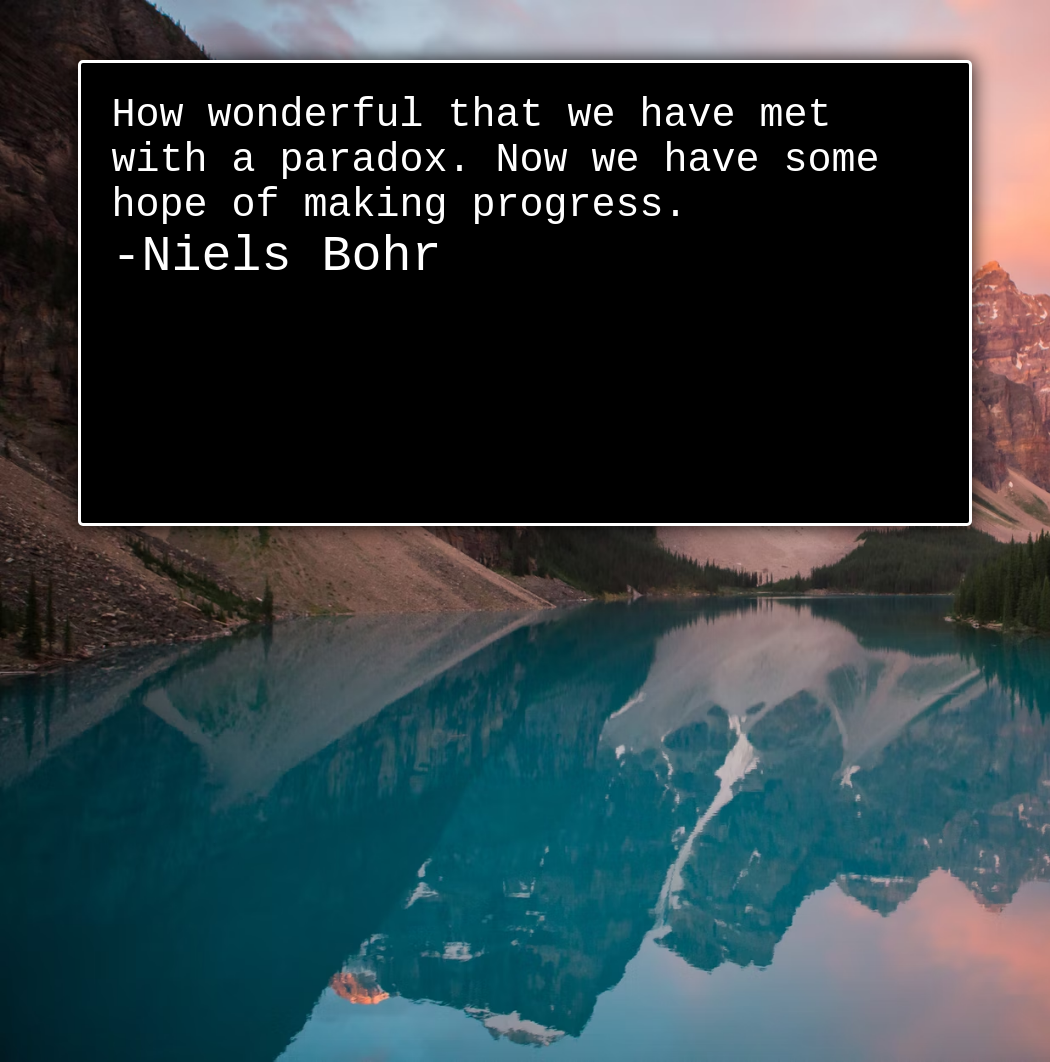 How wonderful that we have met
with a paradox. Now we have some
hope of making progress.
-Niels Bohr